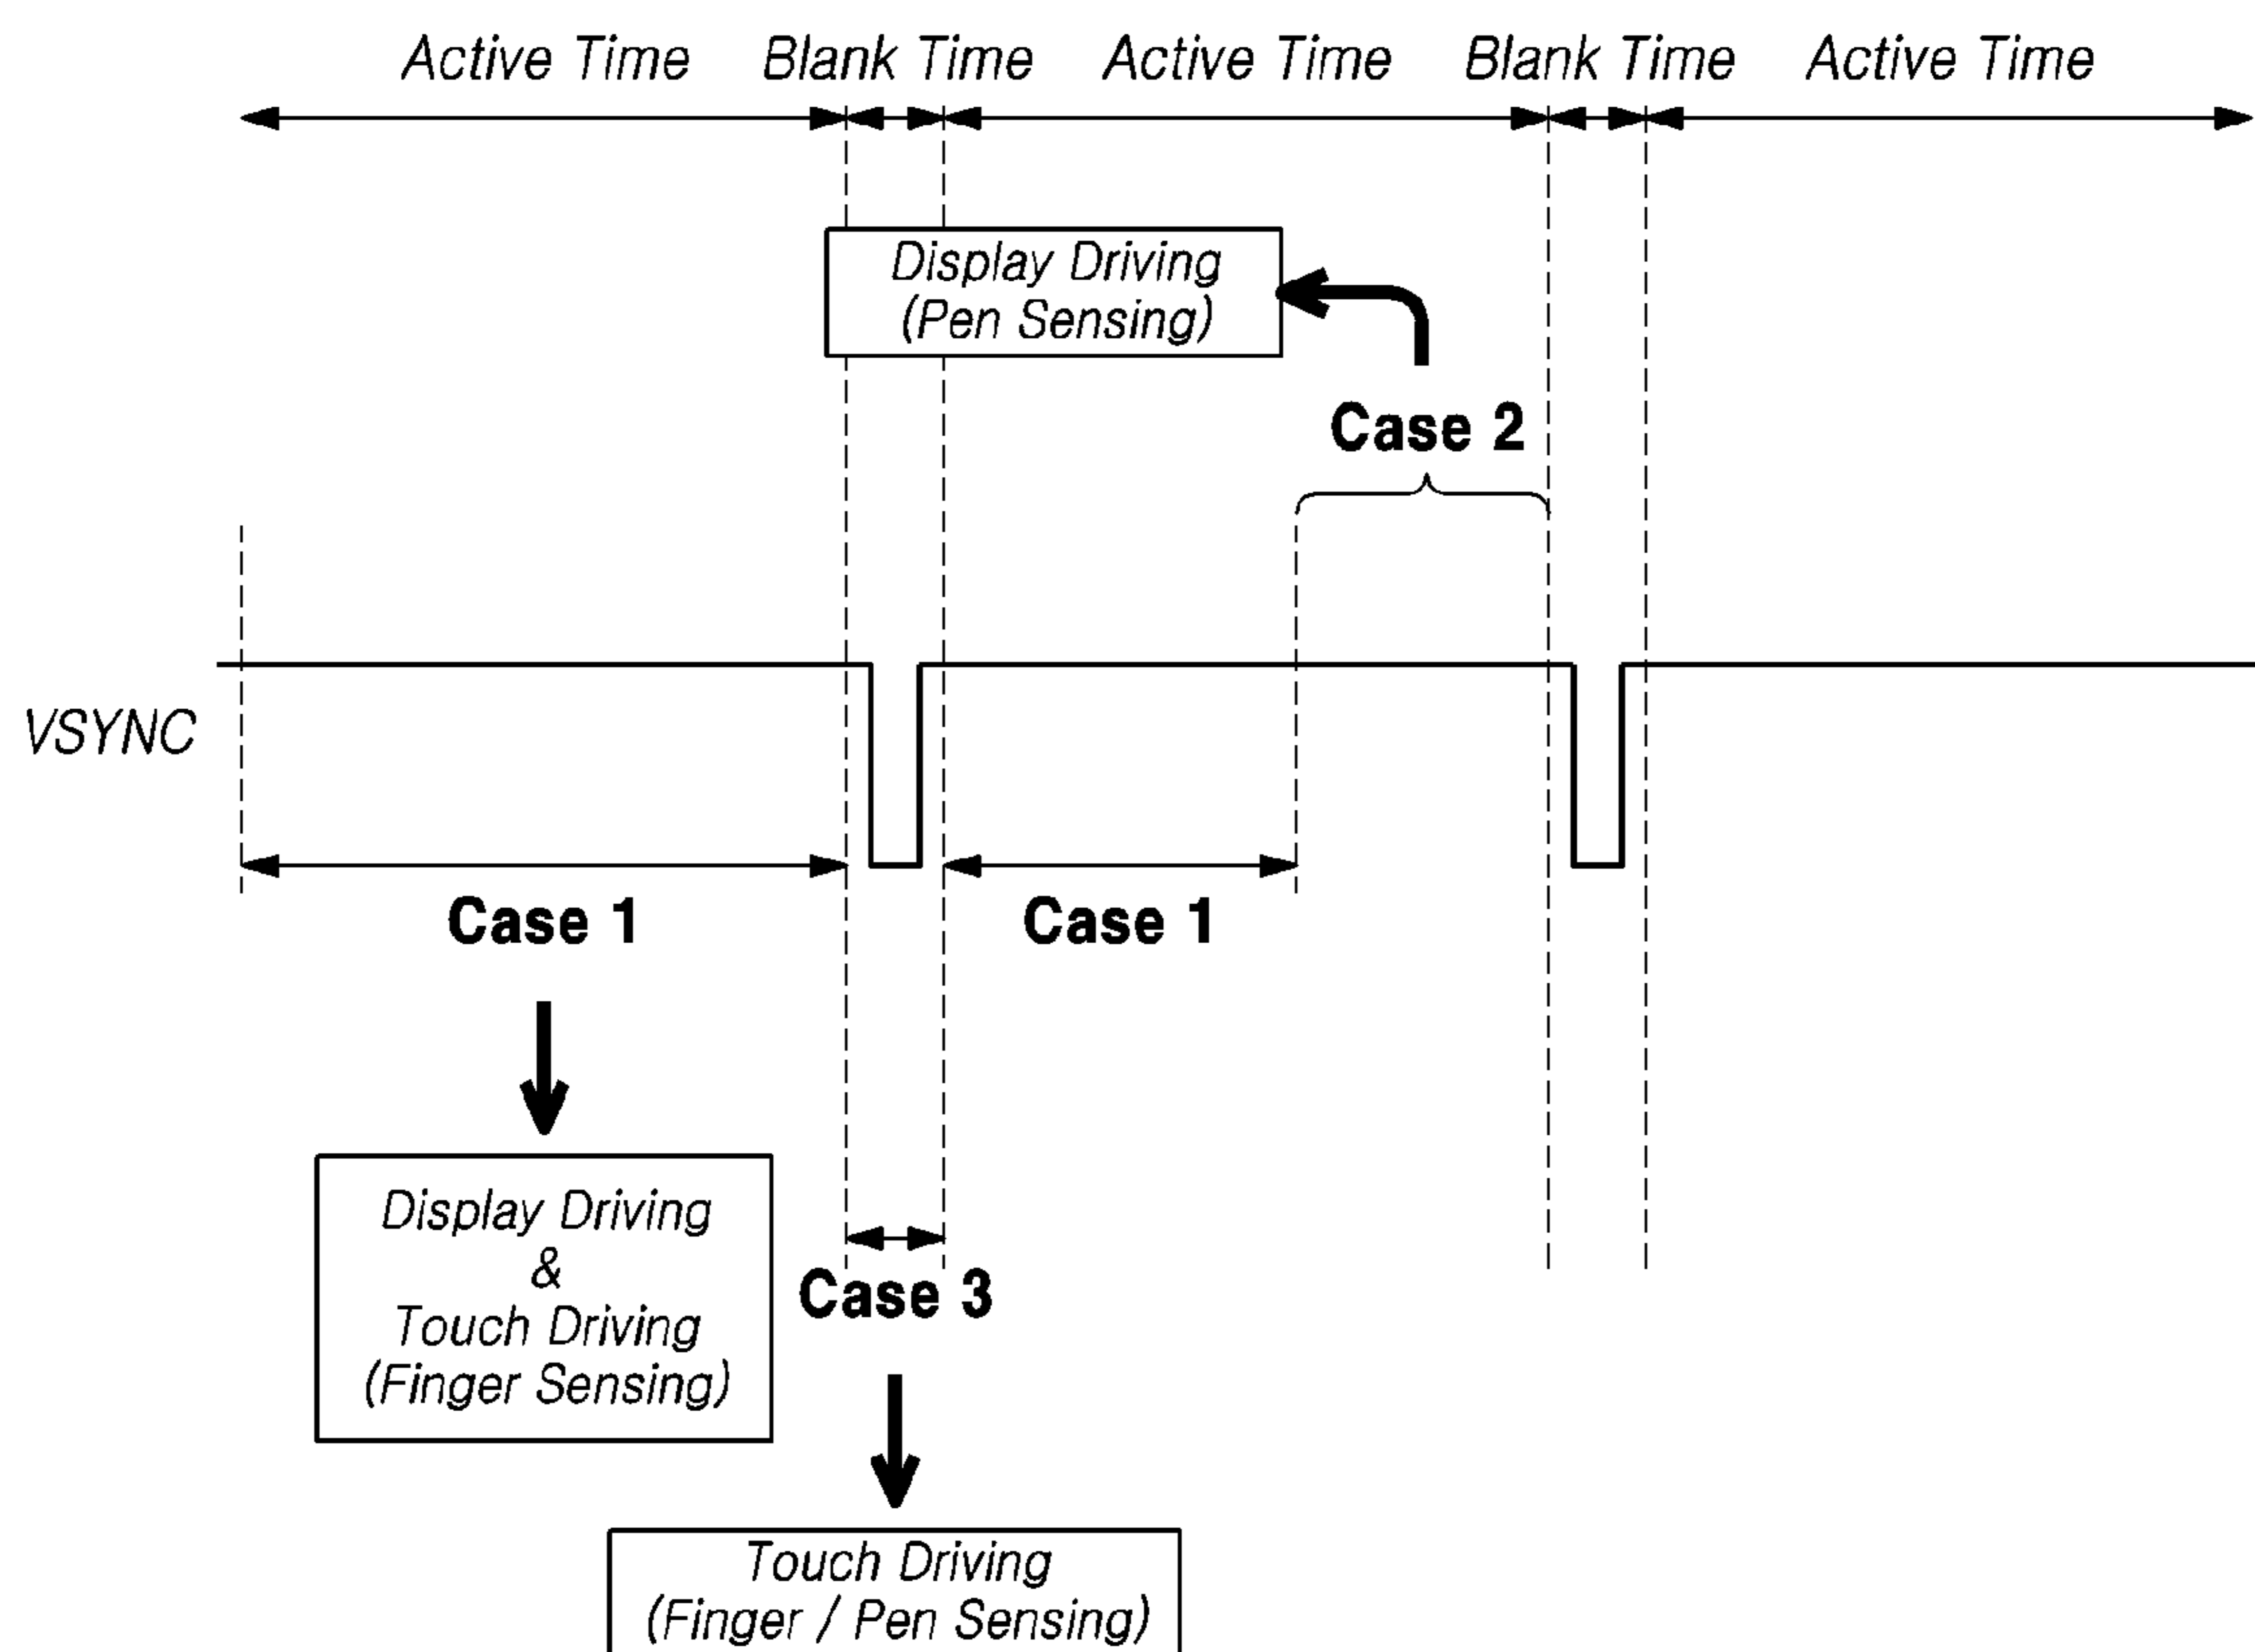 Active Time Blank Time Active Time Blank Time Active Time
Display Driving
(Pen Sensing)
Case 2
VSYNC
Case 1 Case 1
Display Driving
&
Touch Driving
(Finger Sensing)
Case 3
Touch Driving
(Finger / Pen Sensing)